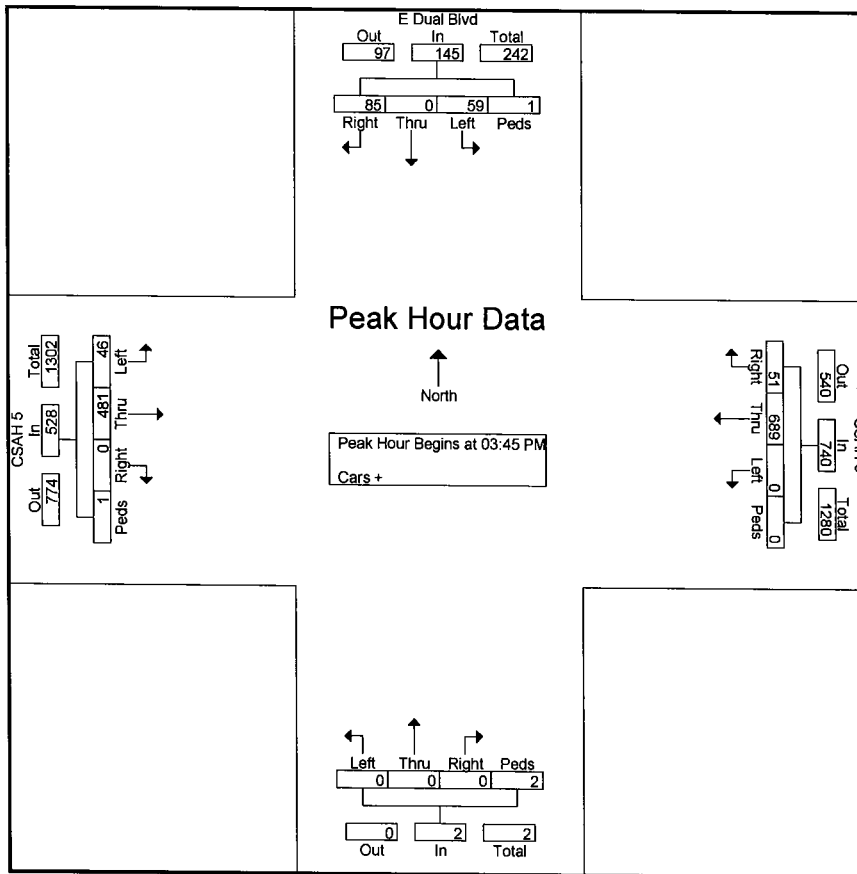 E Dual Blvd
Out In Total
97 145 242
85 0 59 1
Right Thru Left Peds
Peak Hour Data
North
Peak Hour Begins at 03:45 PM
Cars +
CSAH 5
Total In Out
1302 528 774
46 481 0 1
Left Thru Right Peds
Right Thru Left Peds
51 689 0 0
Out In Total
540 740 1280
Left Thru Right Peds
0 0 0 2
0 2 2
Out In Total